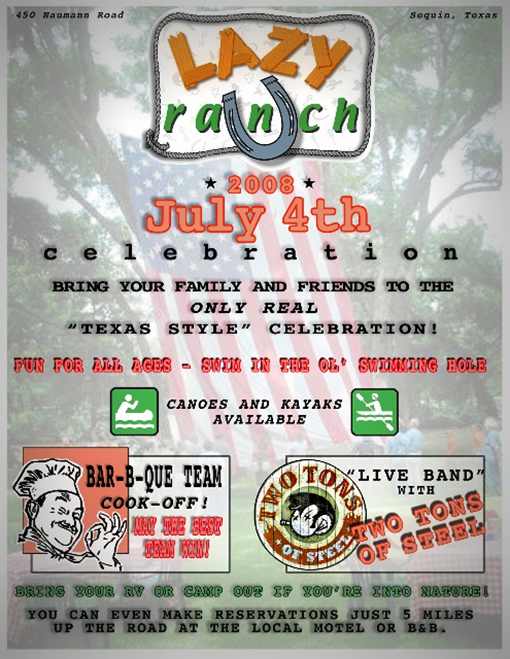 450 Naumann Road
Seguin, Texas
LAZY
ranch
★ 2008 ★
July 4th
celebration
BRING YOUR FAMILY AND FRIENDS TO THE
ONLY REAL
“TEXAS STYLE” CELEBRATION!
FUN FOR ALL AGES - SWIM IN THE OL' SWIMMING HOLE
CANOES AND KAYAKS
AVAILABLE
BAR-B-QUE TEAM
COOK-OFF!
MAY THE BEST
TEAM WON!
TWO TONS
OF STEEL
“LIVE BAND”
WITH
TWO TONS
OF STEEL
BRING YOUR RV OR CAMP OUT IF YOU'RE INTO NATURE!
YOU CAN EVEN MAKE RESERVATIONS JUST 5 MILES
UP THE ROAD AT THE LOCAL MOTEL OR B&B.